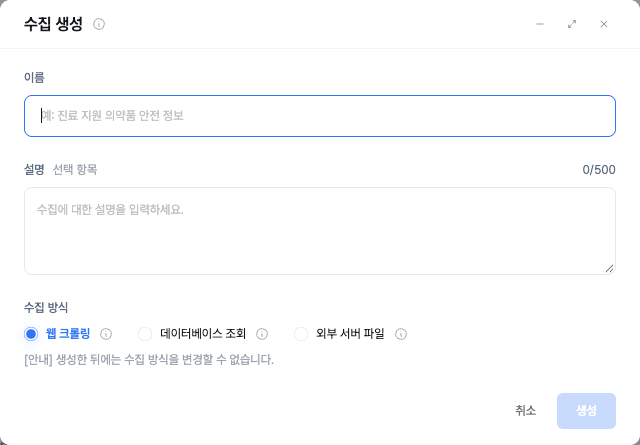 수집 생성
이름
예: 진료 지원 의약품 안전 정보
설명 선택 항목 0/500
수집에 대한 설명을 입력하세요.
수집 방식
웹 크롤링 데이터베이스 조회 외부 서버 파일
[안내] 생성한 뒤에는 수집 방식을 변경할 수 없습니다.
취소 생성